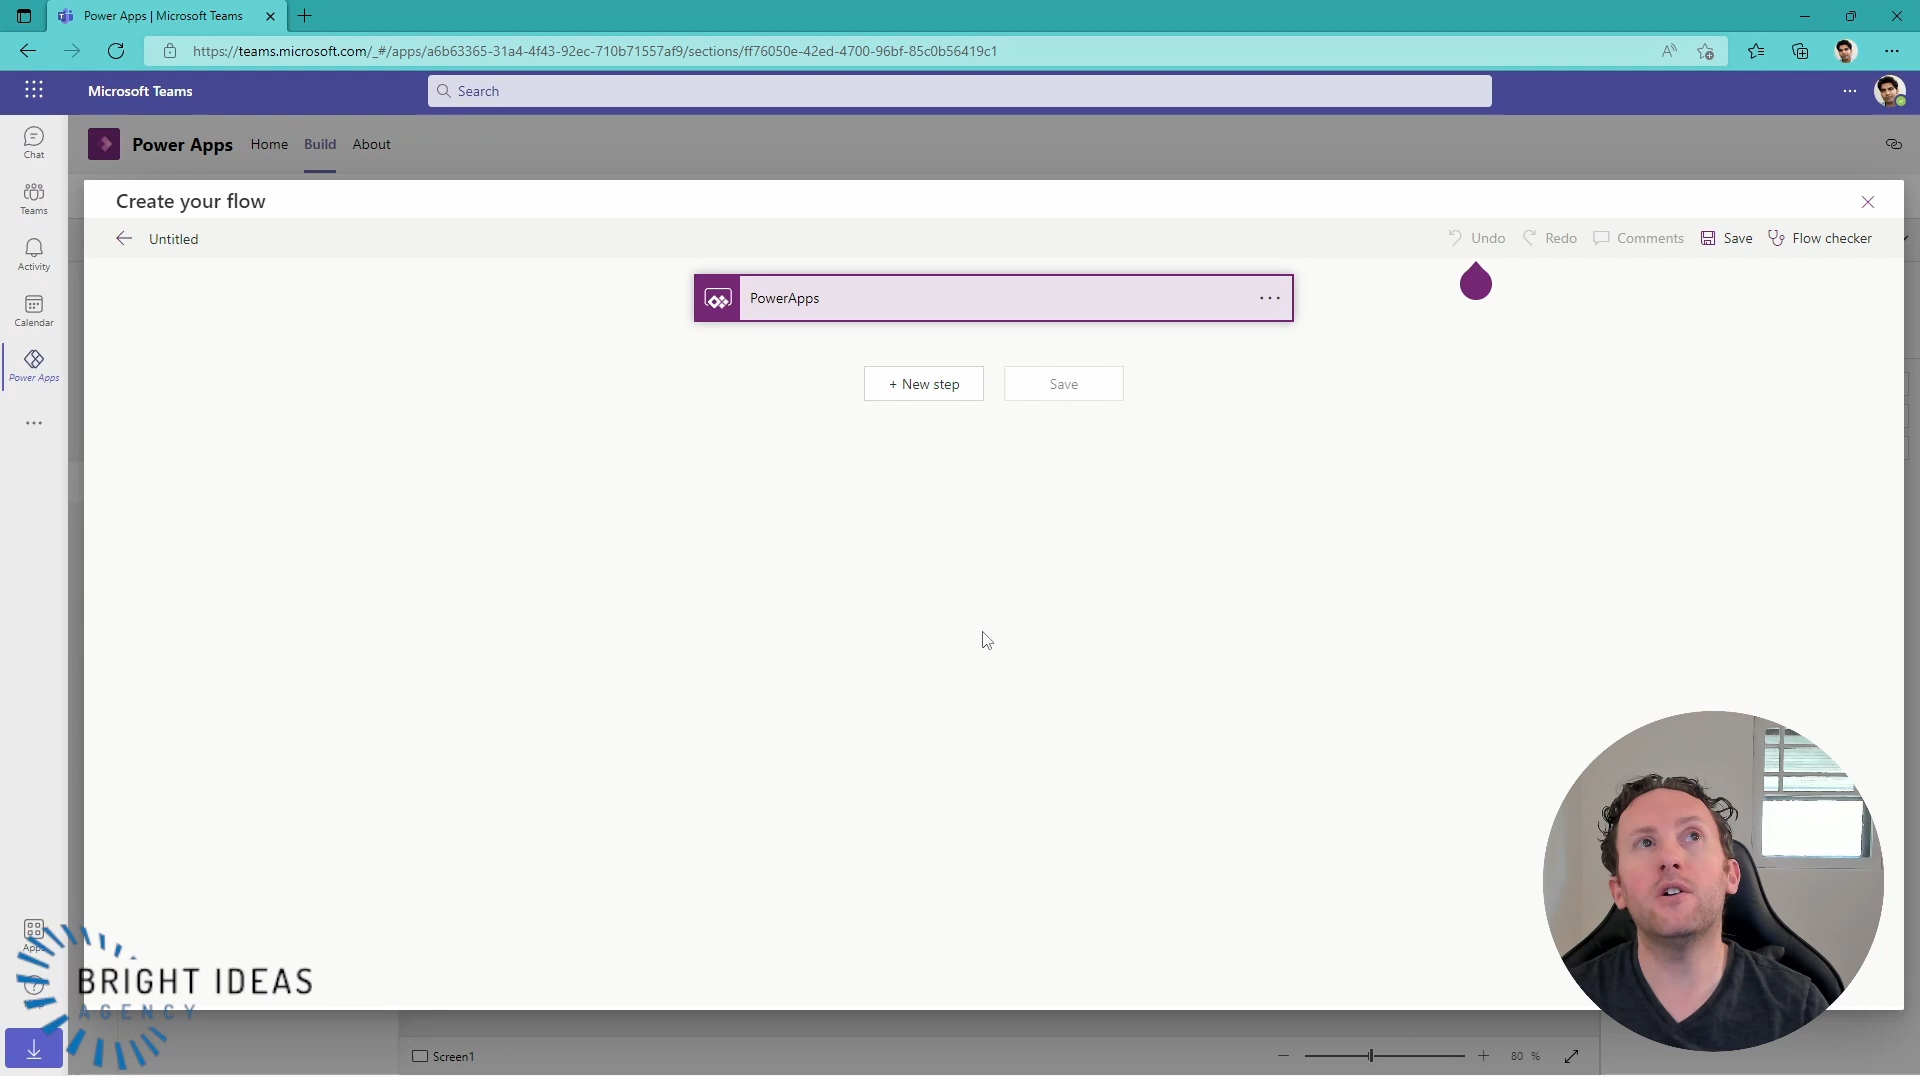 Power Apps | Microsoft Teams
https://teams.microsoft.com/_#/apps/a6b63365-31a4-4f43-92ec-710b71557af9/sections/ff76050e-42ed-4700-96bf-85c0b56419c1
Microsoft Teams
Search
Chat
Teams
Activity
Calendar
Power Apps
Apps
Power Apps Home Build About
Create your flow
Untitled
Undo Redo Comments Save Flow checker
PowerApps
+ New step Save
BRIGHT IDEAS
AGENCY
Screen1
80 %